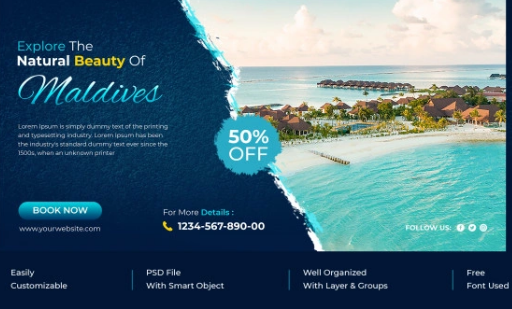 Explore The
Natural Beauty Of
Maldives
Lorem Ipsum is simply dummy text of the printing
and typesetting industry. Lorem Ipsum has been
the industry's standard dummy text ever since the
1500s, when an unknown printer
50%
OFF
BOOK NOW
www.yourwebsite.com
For More Details :
1234-567-890-00
FOLLOW US:
Easily
Customizable
PSD File
With Smart Object
Well Organized
With Layer & Groups
Free
Font Used